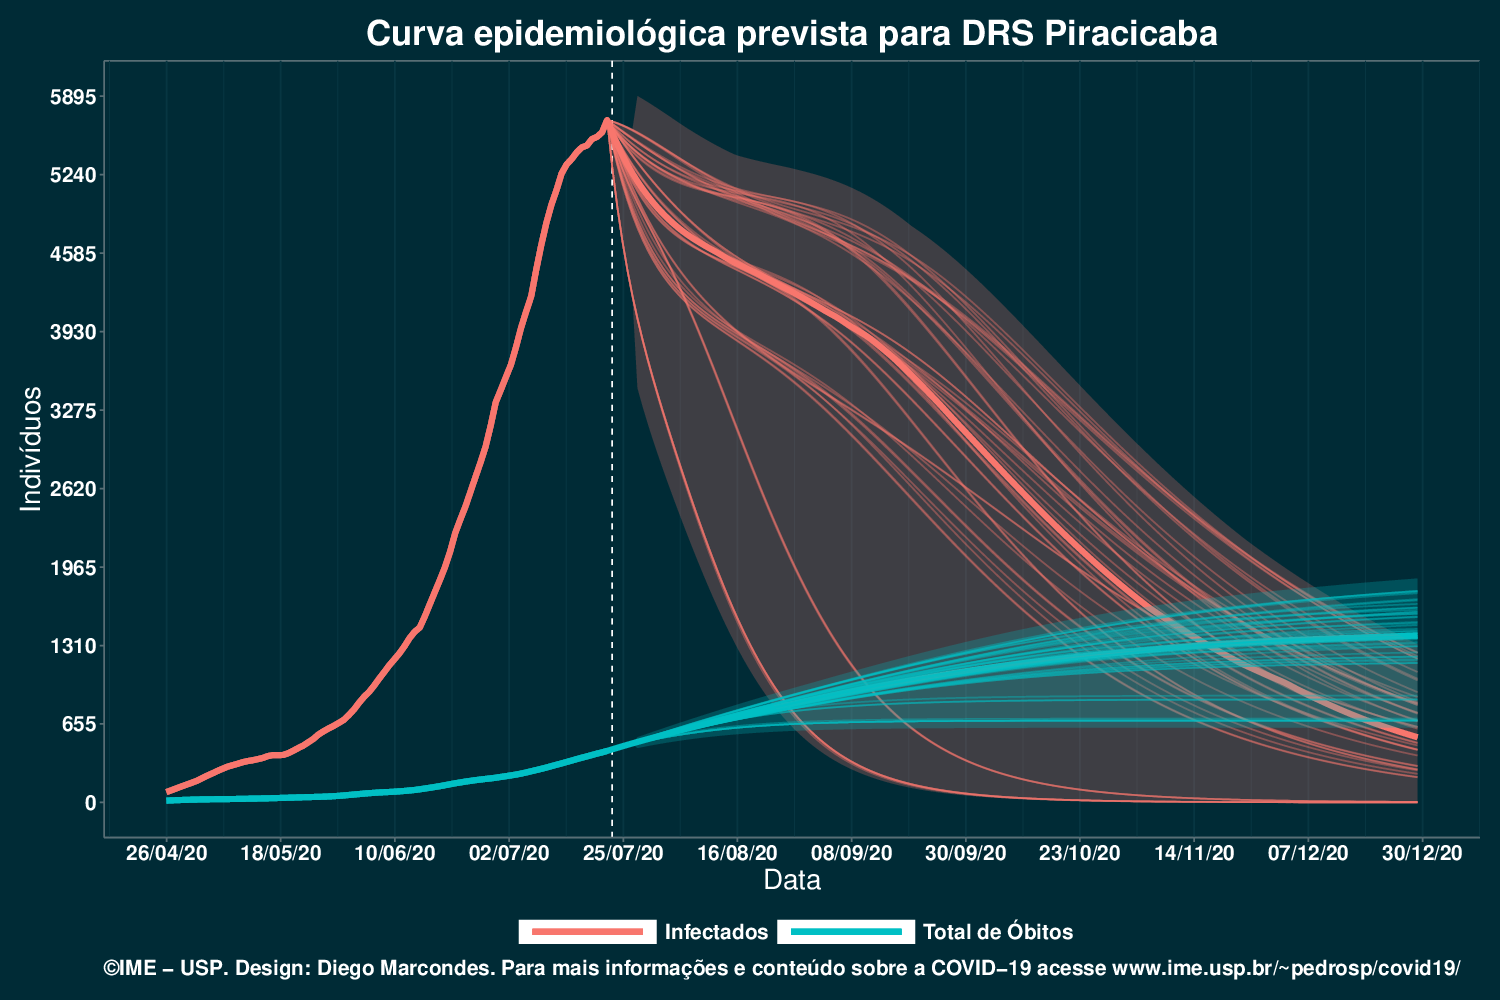 Curva epidemiológica prevista para DRS Piracicaba
5895
5240
4585
3930
3275
2620
1965
1310
655
0
Indivíduos
26/04/20 18/05/20 10/06/20 02/07/20 25/07/20 16/08/20 08/09/20 30/09/20 23/10/20 14/11/20 07/12/20 30/12/20
Data
Infectados Total de Óbitos
©IME − USP. Design: Diego Marcondes. Para mais informações e conteúdo sobre a COVID−19 acesse www.ime.usp.br/~pedrosp/covid19/